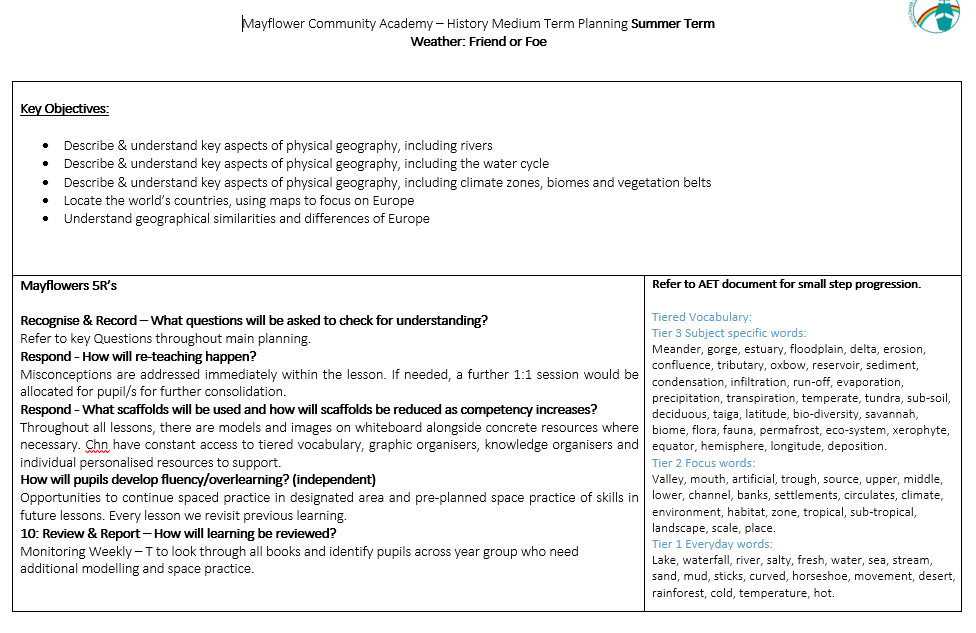 Mayflower Community Academy – History Medium Term Planning Summer Term
Weather: Friend or Foe
Key Objectives:
• Describe & understand key aspects of physical geography, including rivers
• Describe & understand key aspects of physical geography, including the water cycle
• Describe & understand key aspects of physical geography, including climate zones, biomes and vegetation belts
• Locate the world's countries, using maps to focus on Europe
• Understand geographical similarities and differences of Europe
Mayflowers 5R's
Recognise & Record – What questions will be asked to check for understanding?
Refer to key Questions throughout main planning.
Respond - How will re-teaching happen?
Misconceptions are addressed immediately within the lesson. If needed, a further 1:1 session would be
allocated for pupil/s for further consolidation.
Respond - What scaffolds will be used and how will scaffolds be reduced as competency increases?
Throughout all lessons, there are models and images on whiteboard alongside concrete resources where
necessary. Chn have constant access to tiered vocabulary, graphic organisers, knowledge organisers and
individual personalised resources to support.
How will pupils develop fluency/overlearning? (independent)
Opportunities to continue spaced practice in designated area and pre-planned space practice of skills in
future lessons. Every lesson we revisit previous learning.
10: Review & Report – How will learning be reviewed?
Monitoring Weekly – T to look through all books and identify pupils across year group who need
additional modelling and space practice.
Refer to AET document for small step progression.
Tiered Vocabulary:
Tier 3 Subject specific words:
Meander, gorge, estuary, floodplain, delta, erosion,
confluence, tributary, oxbow, reservoir, sediment,
condensation, infiltration, run-off, evaporation,
precipitation, transpiration, temperate, tundra, sub-soil,
deciduous, taiga, latitude, bio-diversity, savannah,
biome, flora, fauna, permafrost, eco-system, xerophyte,
equator, hemisphere, longitude, deposition.
Tier 2 Focus words:
Valley, mouth, artificial, trough, source, upper, middle,
lower, channel, banks, settlements, circulates, climate,
environment, habitat, zone, tropical, sub-tropical,
landscape, scale, place.
Tier 1 Everyday words:
Lake, waterfall, river, salty, fresh, water, sea, stream,
sand, mud, sticks, curved, horseshoe, movement, desert,
rainforest, cold, temperature, hot.